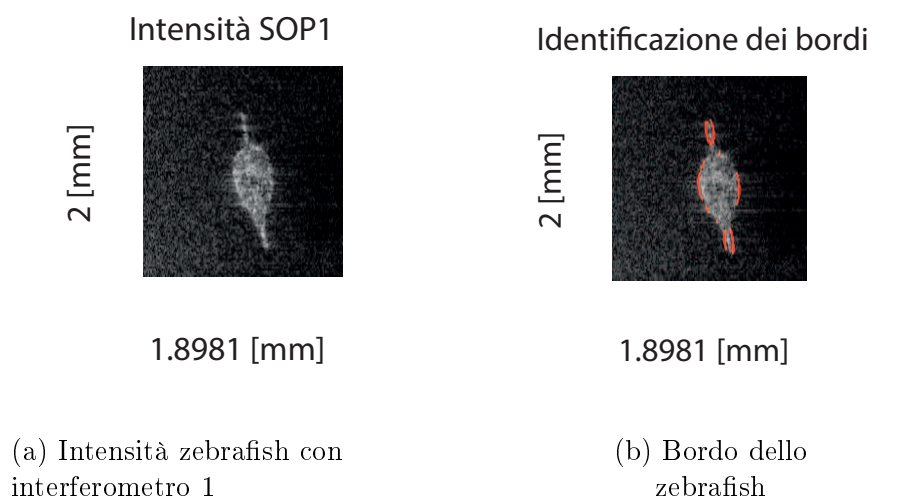 Intensità SOP1
2 [mm]
1.8981 [mm]
(a) Intensità zebrafish con
interferometro 1
Identificazione dei bordi
2 [mm]
1.8981 [mm]
(b) Bordo dello
zebrafish